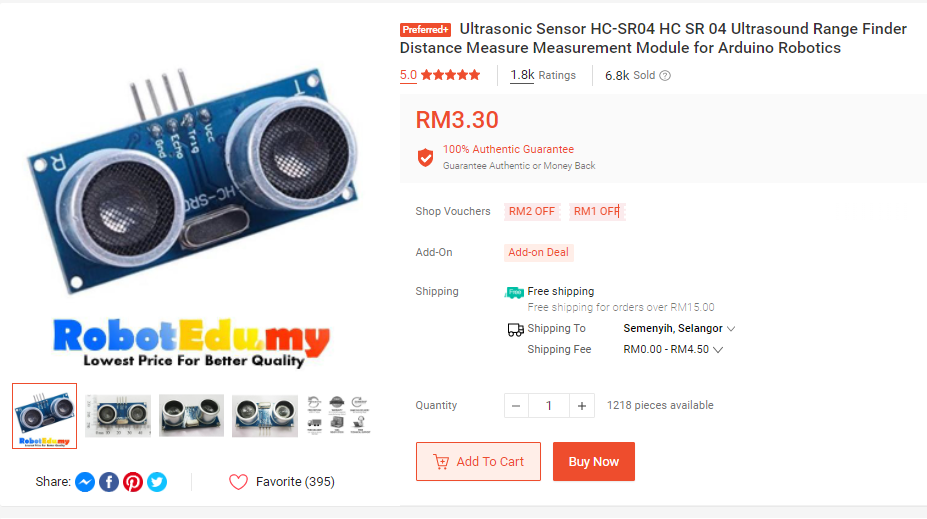 Preferred+ Ultrasonic Sensor HC-SR04 HC SR 04 Ultrasound Range Finder
Distance Measure Measurement Module for Arduino Robotics
5.0
1.8k Ratings
6.8k Sold
RM3.30
100% Authentic Guarantee
Guarantee Authentic or Money Back
Shop Vouchers RM2 OFF RM1 OFF
Add-On Add-on Deal
Shipping Free Free shipping
Free shipping for orders over RM15.00
Shipping To Semenyih, Selangor
Shipping Fee RM0.00 - RM4.50
Quantity − 1 + 1218 pieces available
Add To Cart Buy Now
T
R
Vcc
Trig
Echo
Gnd
HC-SR0
RobotEdu.my
Lowest Price For Better Quality
RobotEdu.my
Share: Favorite (395)